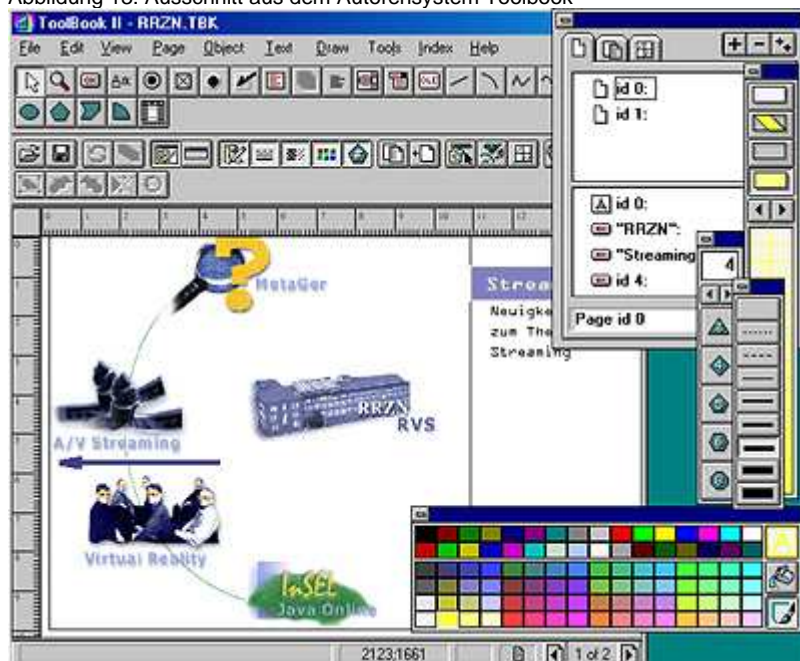 Abbildung 18: Ausschnitt aus dem Autorensystem Toolbook
ToolBook II - RRZN.TBK
File Edit View Page Object Text Draw Tools Index Help
id 0:
id 1:
id 0:
"RRZN":
"Streaming
id 4:
Page id 0
4
MetaGer
Neuigke
zum The
Streaming
RRZN
RVS
A/V Streaming
Virtual Reality
InSEL
Java Online
2123:1661
1 of 2